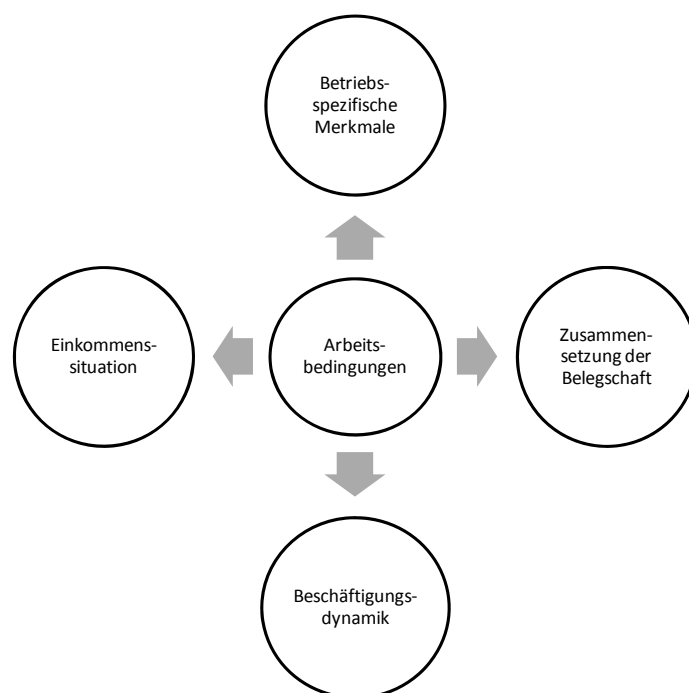 Betriebs-
spezifische
Merkmale
Einkommens-
situation
Arbeits-
bedingungen
Zusammen-
setzung der
Belegschaft
Beschäftigungs-
dynamik